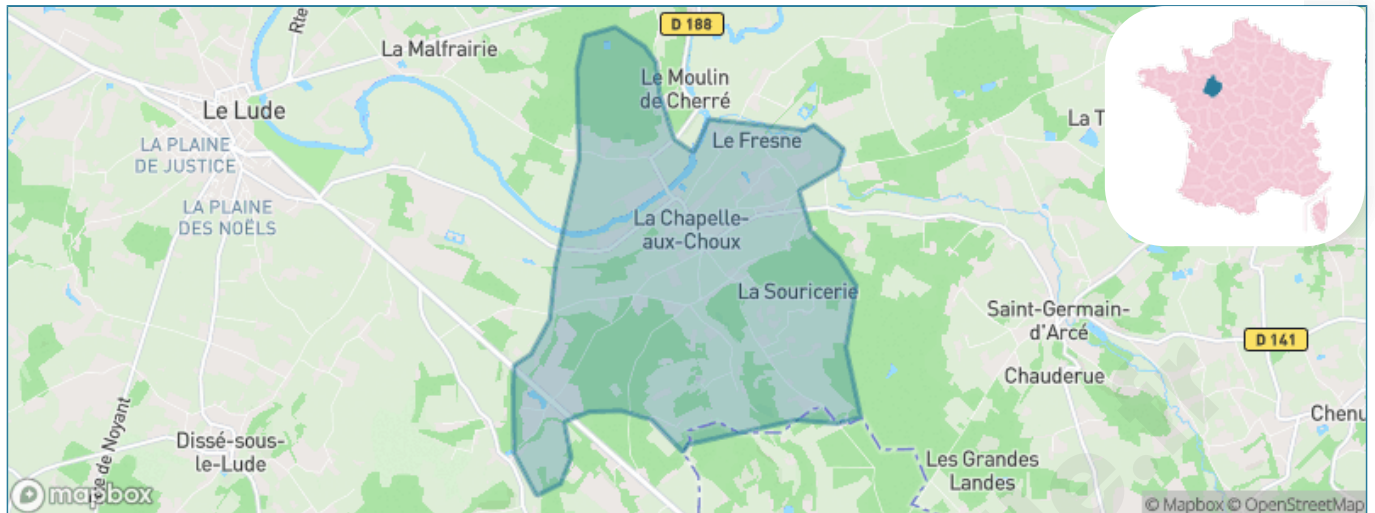 D 188
Rte
La Malfrairie
Le Moulin
de Cherré
Le Lude
La T
LA PLAINE
DE JUSTICE
Le Fresne
LA PLAINE
DES NOËLS
La Chapelle-
aux-Choux
La Souricerie
Saint-Germain-
d'Arcé
D 141
Chauderue
Chenu
de Noyant
Dissé-sous-
le-Lude
Les Grandes
Landes
mapbox
© Mapbox © OpenStreetMap